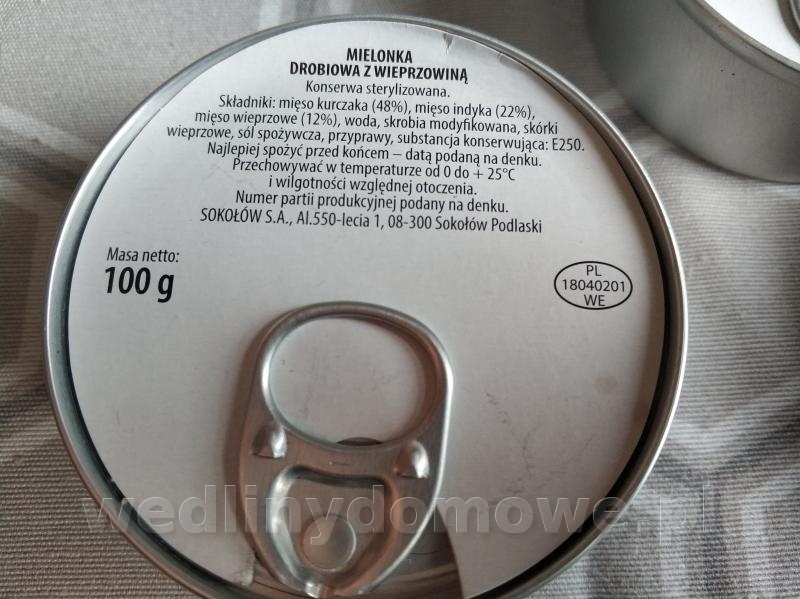 MIELONKA
DROBIOWA Z WIEPRZOWINĄ
Konserwa sterylizowana.
Składniki: mięso kurczaka (48%), mięso indyka (22%),
mięso wieprzowe (12%), woda, skrobia modyfikowana, skórki
wieprzowe, sól spożywcza, przyprawy, substancja konserwująca: E250.
Najlepiej spożyć przed końcem – datą podaną na denku.
Przechowywać w temperaturze od 0 do + 25°C
i wilgotności względnej otoczenia.
Numer partii produkcyjnej podany na denku.
SOKOŁÓW S.A., Al.550-lecia 1, 08-300 Sokołów Podlaski
Masa netto:
100 g
PL
18040201
WE
wedlinydomowe.pl